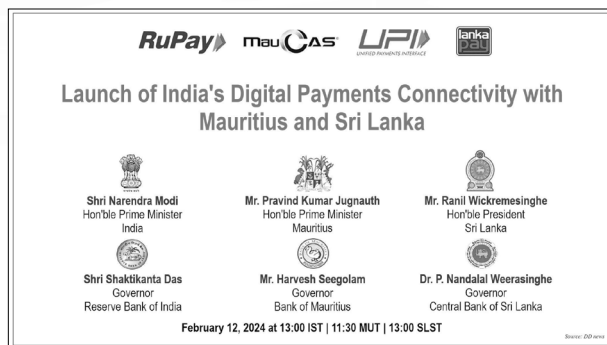 RuPay MauCAS UPI lanka pay
UNIFIED PAYMENTS INTERFACE
Launch of India's Digital Payments Connectivity with
Mauritius and Sri Lanka
Shri Narendra Modi
Hon'ble Prime Minister
India
Mr. Pravind Kumar Jugnauth
Hon'ble Prime Minister
Mauritius
Mr. Ranil Wickremesinghe
Hon'ble President
Sri Lanka
Shri Shaktikanta Das
Governor
Reserve Bank of India
Mr. Harvesh Seegolam
Governor
Bank of Mauritius
Dr. P. Nandalal Weerasinghe
Governor
Central Bank of Sri Lanka
February 12, 2024 at 13:00 IST | 11:30 MUT | 13:00 SLST
Source: DD news